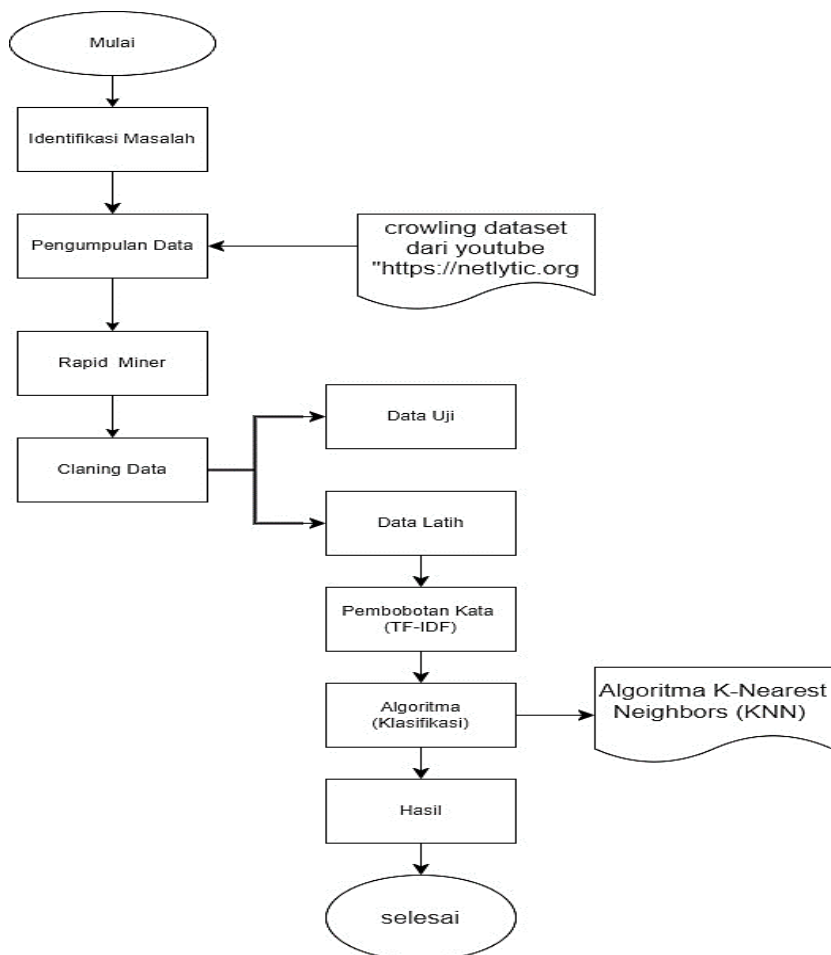 Mulai
Identifikasi Masalah
Pengumpulan Data
crowling dataset
dari youtube
"https://netlytic.org
Rapid Miner
Claning Data
Data Uji
Data Latih
Pembobotan Kata
(TF-IDF)
Algoritma
(Klasifikasi)
Algoritma K-Nearest
Neighbors (KNN)
Hasil
selesai